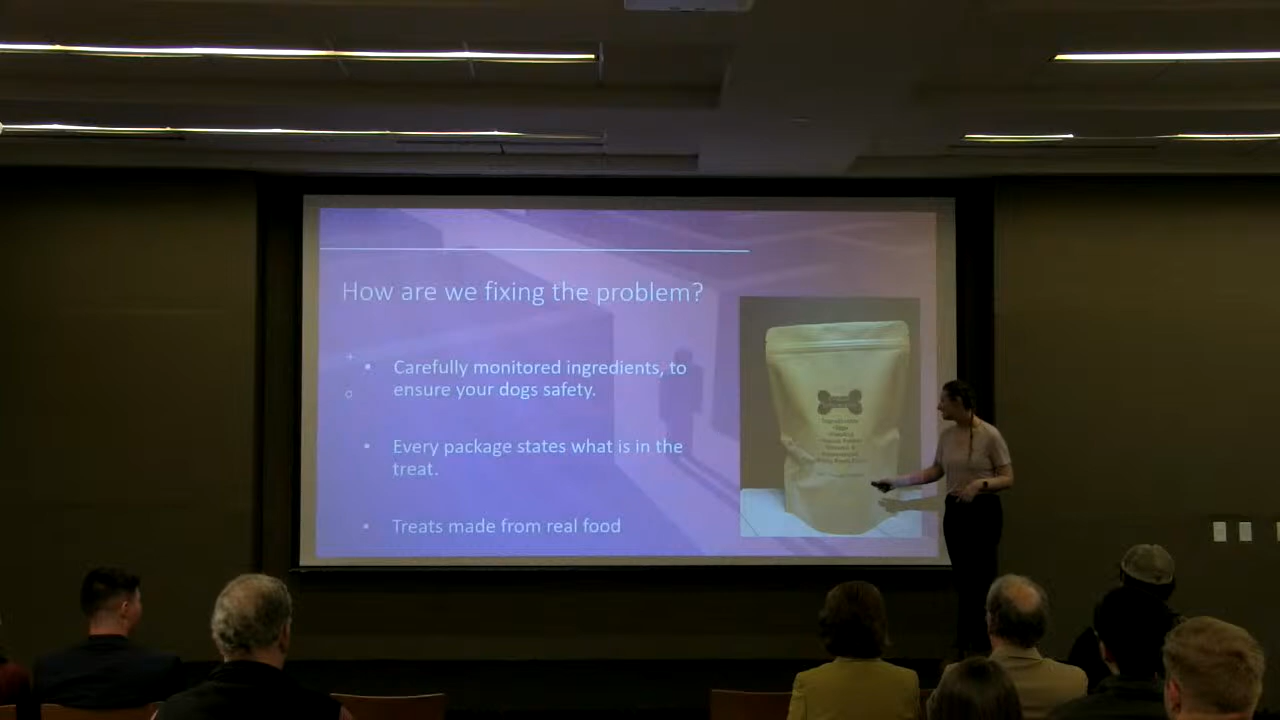 How are we fixing the problem?
Carefully monitored ingredients, to
ensure your dogs safety.
Every package states what is in the
treat.
Treats made from real food
Ingredients: